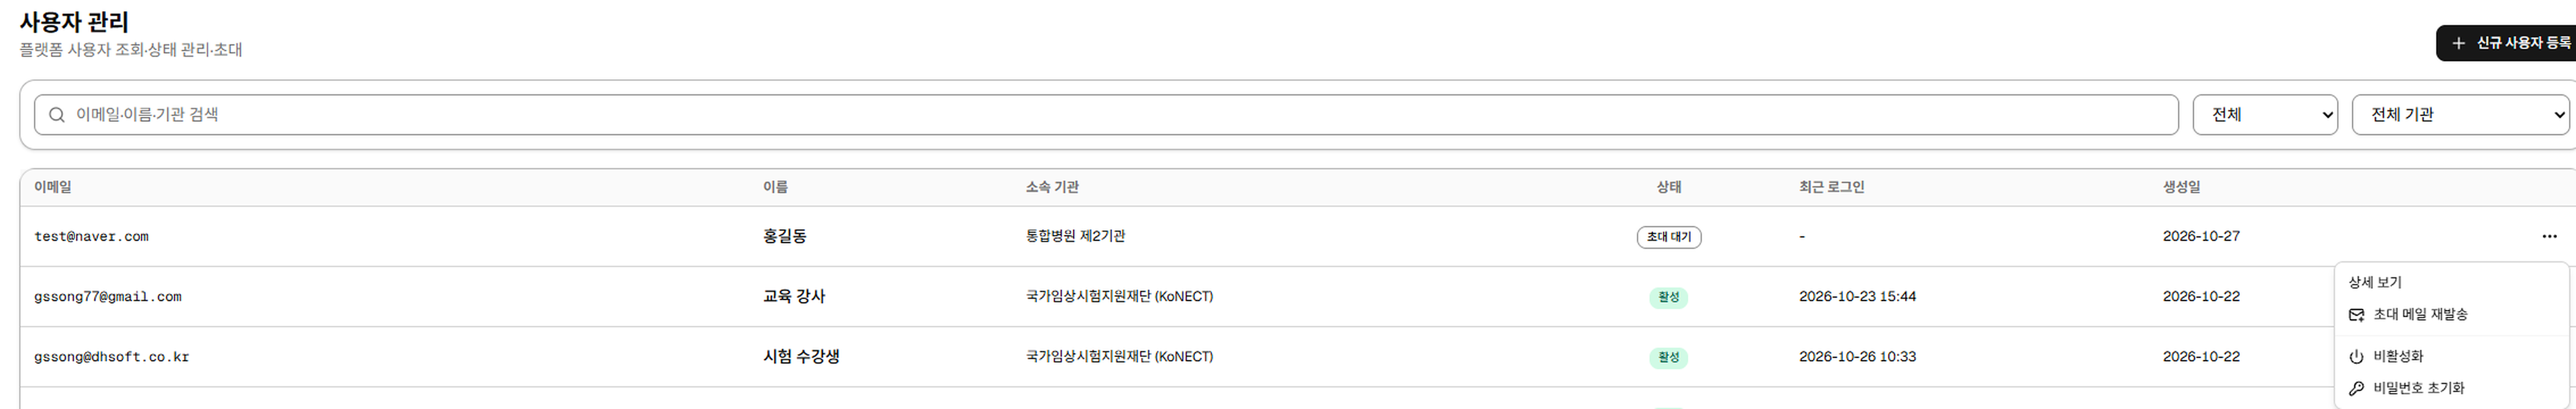 사용자 관리
플랫폼 사용자 조회·상태 관리·초대
신규 사용자 등록
이메일·이름·기관 검색
전체
전체 기관
이메일 이름 소속 기관 상태 최근 로그인 생성일
test@naver.com 홍길동 통합병원 제2기관 초대 대기 - 2026-10-27
gssong77@gmail.com 교육 강사 국가임상시험지원재단 (KoNECT) 활성 2026-10-23 15:44 2026-10-22
gssong@dhsoft.co.kr 시험 수강생 국가임상시험지원재단 (KoNECT) 활성 2026-10-26 10:33 2026-10-22
상세 보기
초대 메일 재발송
비활성화
비밀번호 초기화